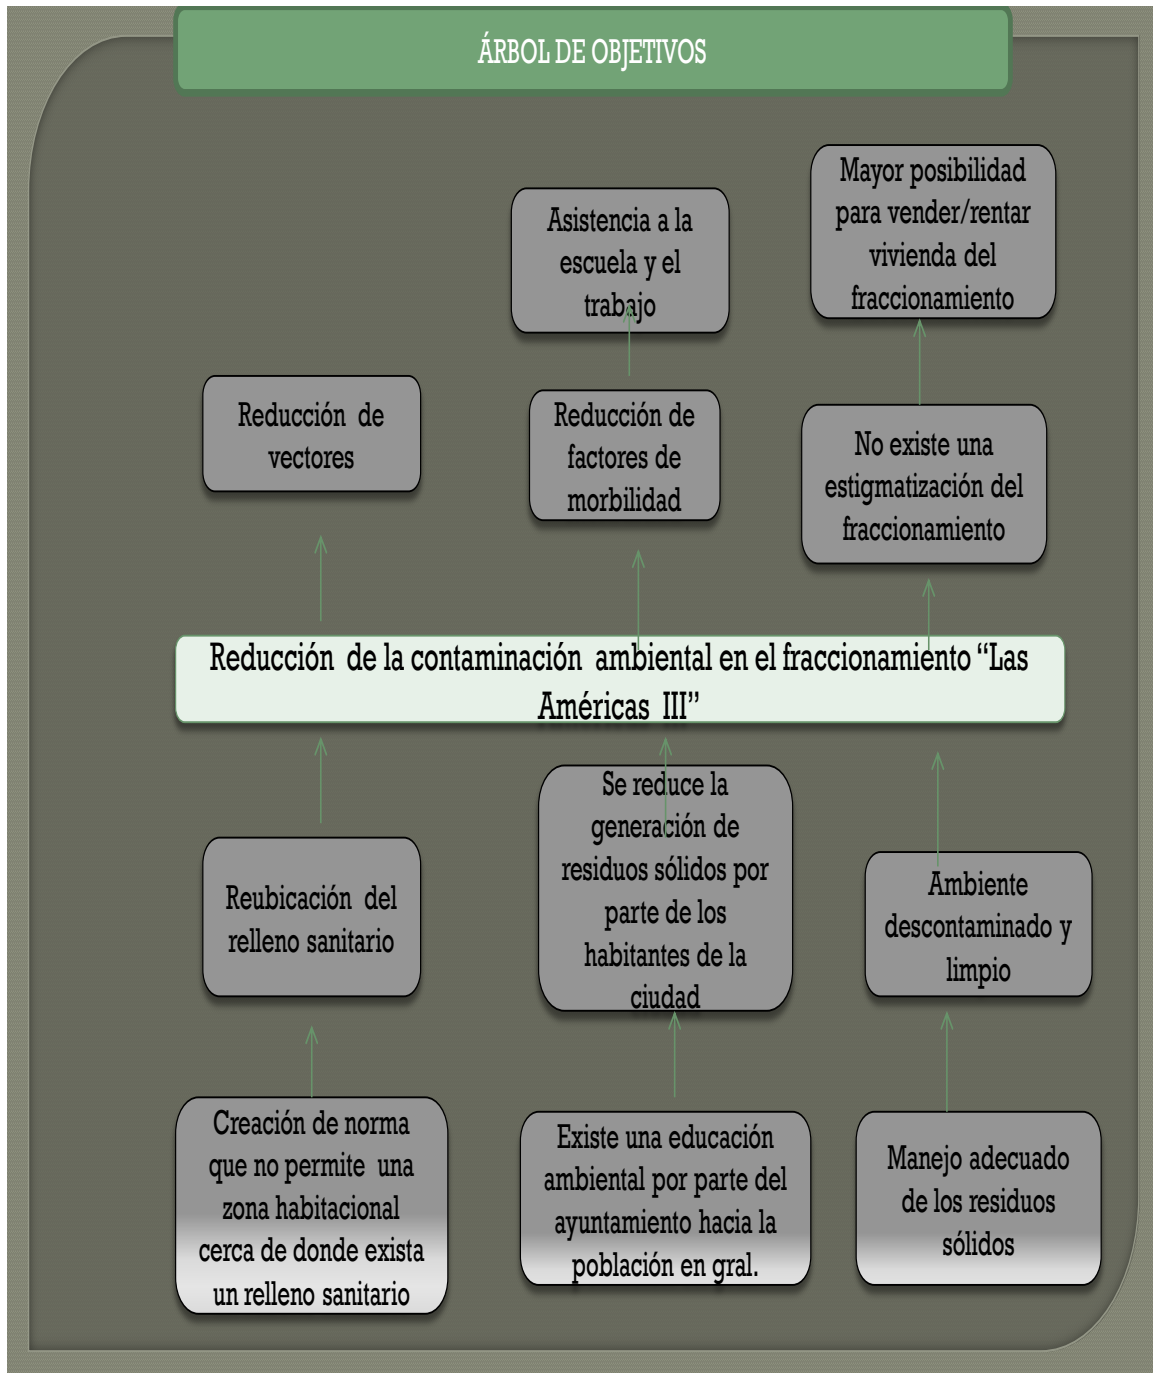 ÁRBOL DE OBJETIVOS
Asistencia a la
escuela y el
trabajo
Mayor posibilidad
para vender/rentar
vivienda del
fraccionamiento
Reducción de
vectores
Reducción de
factores de
morbilidad
No existe una
estigmatización del
fraccionamiento
Reducción de la contaminación ambiental en el fraccionamiento “Las
Américas III”
Reubicación del
relleno sanitario
Se reduce la
generación de
residuos sólidos por
parte de los
habitantes de la
ciudad
Ambiente
descontaminado y
limpio
Creación de norma
que no permite una
zona habitacional
cerca de donde exista
un relleno sanitario
Existe una educación
ambiental por parte del
ayuntamiento hacia la
población en gral.
Manejo adecuado
de los residuos
sólidos